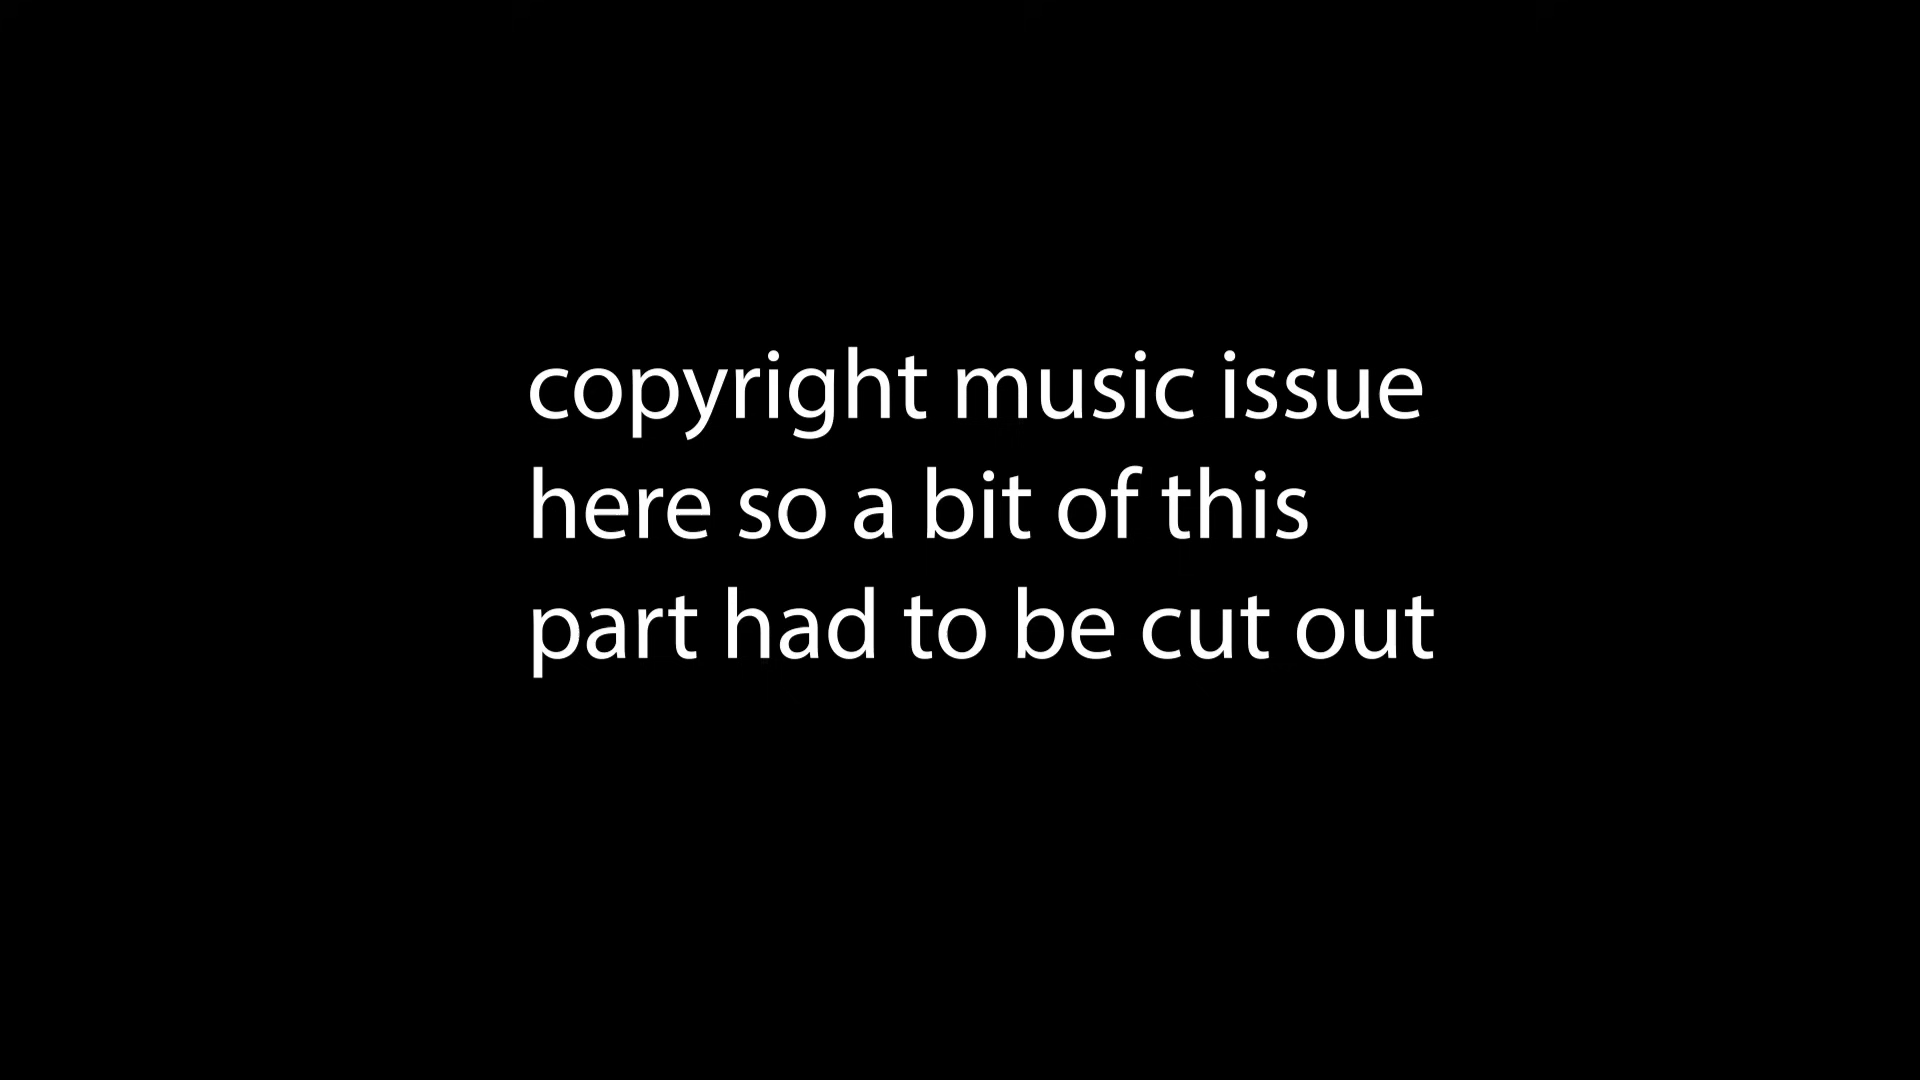 copyright music issue
here so a bit of this
part had to be cut out